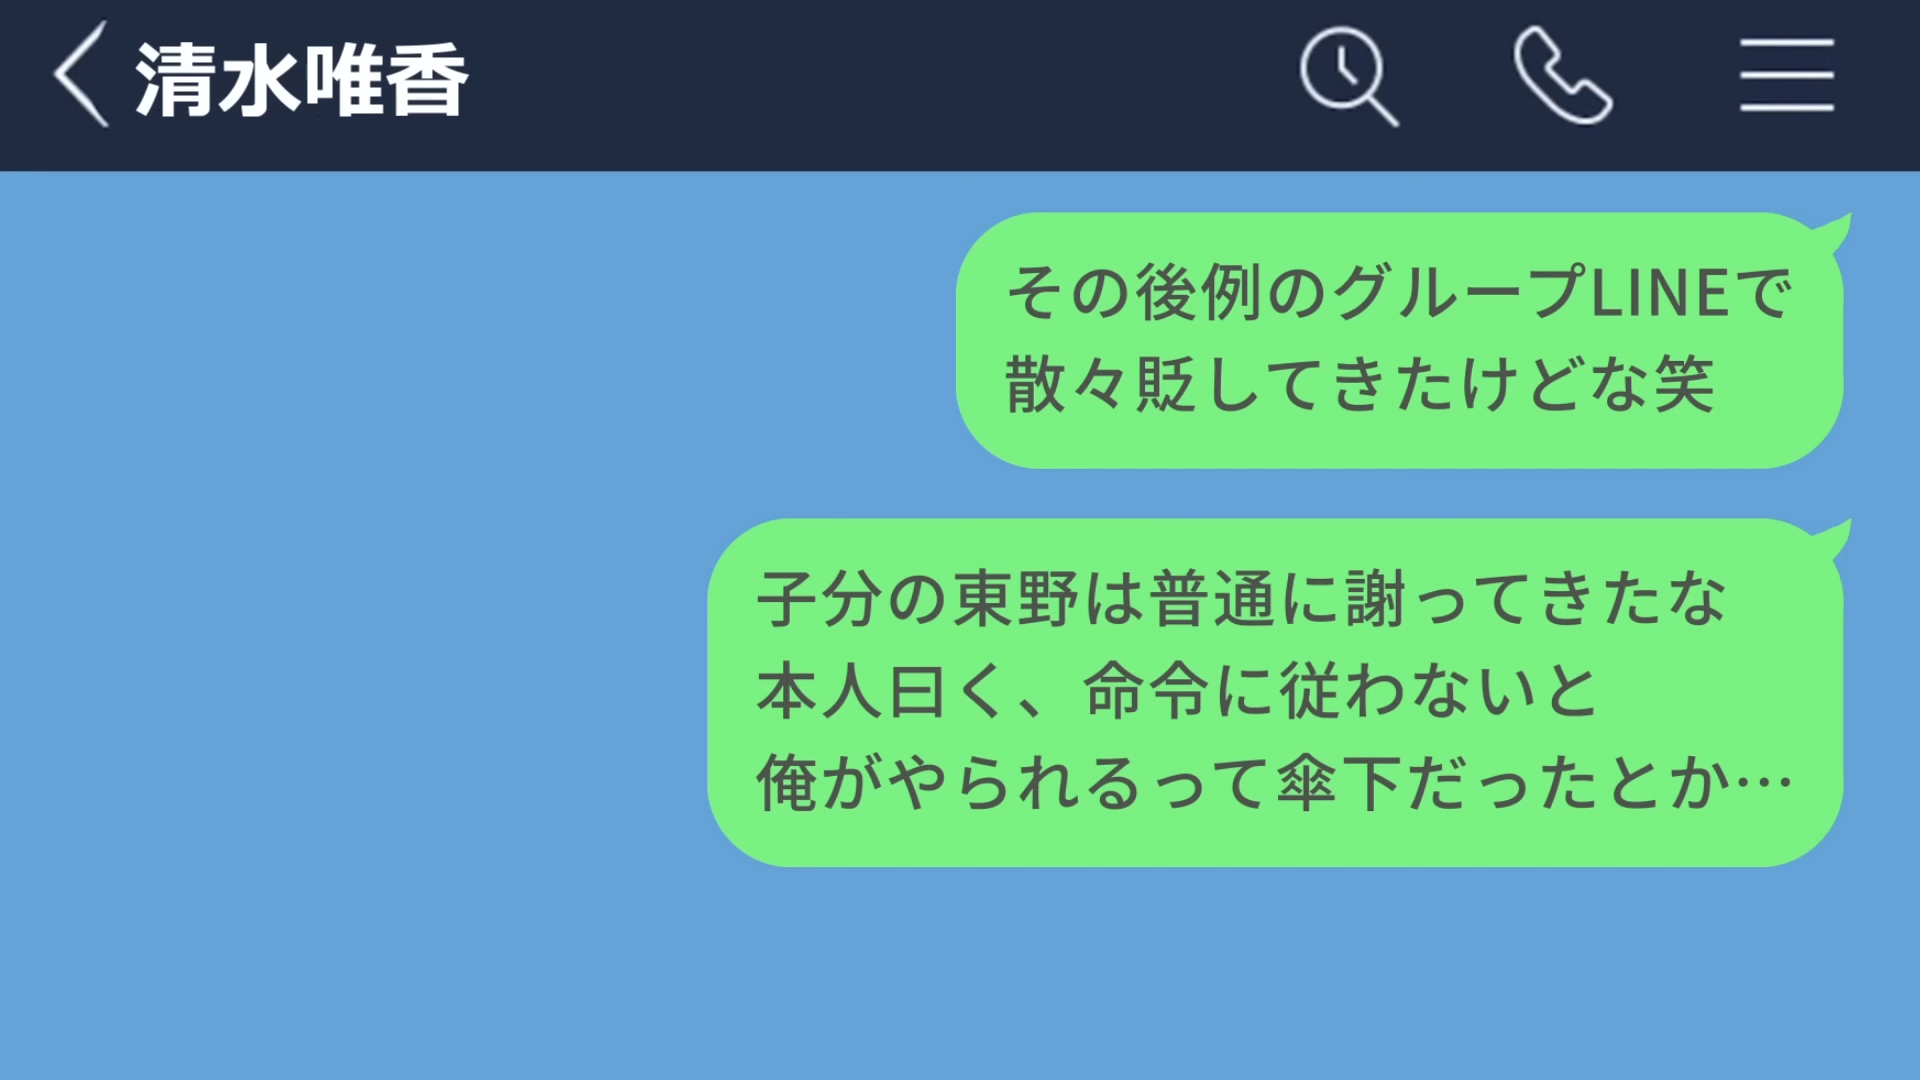 清水唯香
その後例のグループLINEで
散々貶してきたけどな笑
子分の東野は普通に謝ってきたな
本人曰く、命令に従わないと
俺がやられるって傘下だったとか…